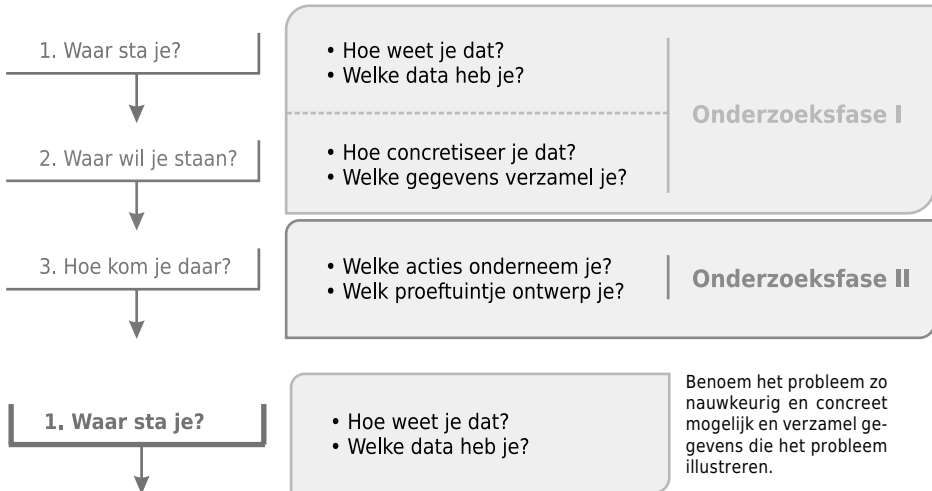 1. Waar sta je?
• Hoe weet je dat?
• Welke data heb je?
Onderzoeksfase I
2. Waar wil je staan?
• Hoe concretiseer je dat?
• Welke gegevens verzamel je?
3. Hoe kom je daar?
• Welke acties onderneem je?
• Welk proeftuintje ontwerp je?
Onderzoeksfase II
1. Waar sta je?
• Hoe weet je dat?
• Welke data heb je?
Benoem het probleem zo
nauwkeurig en concreet
mogelijk en verzamel ge-
gevens die het probleem
illustreren.